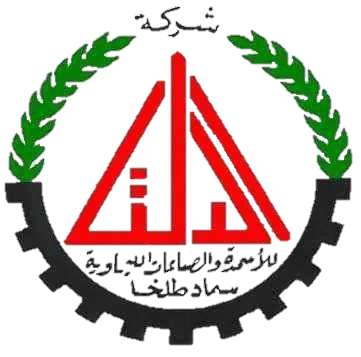 شركة
الدلتا
للأسمدة والصناعات الكيماوية
سماد طلخا